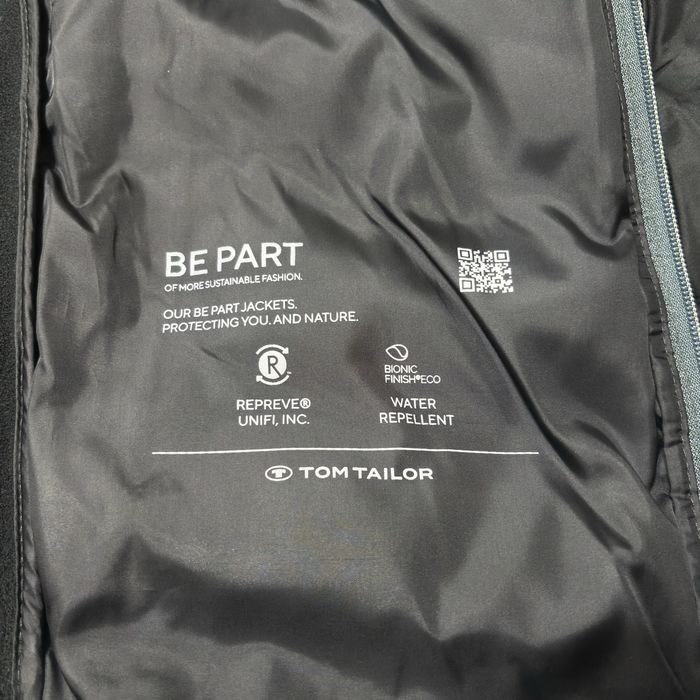 BE PART
OF MORE SUSTAINABLE FASHION.
OUR BE PART JACKETS.
PROTECTING YOU. AND NATURE.
R
REPREVE®
UNIFI, INC.
BIONIC
FINISH®ECO
WATER
REPELLENT
TOM TAILOR